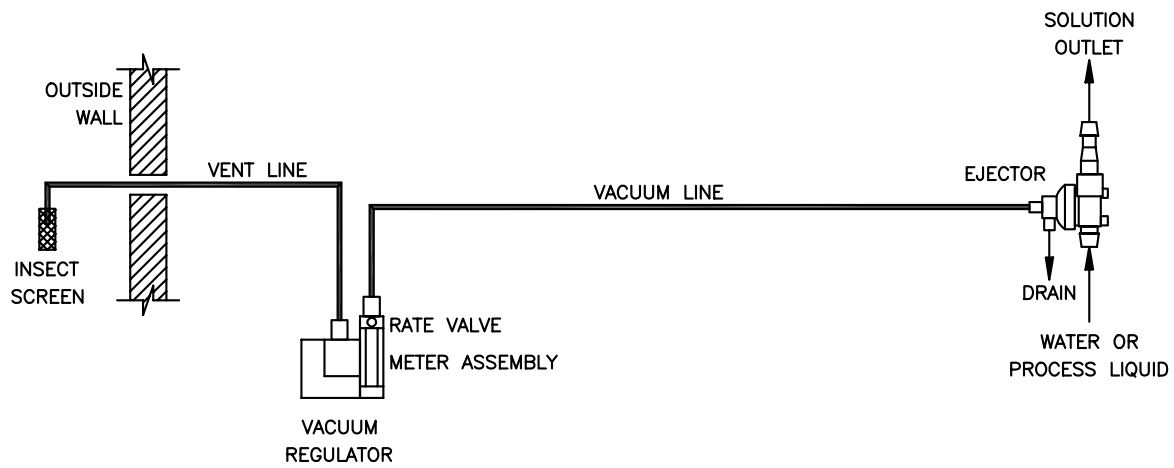 SOLUTION
OUTLET
OUTSIDE
WALL
VENT LINE
EJECTOR
VACUUM LINE
INSECT
SCREEN
DRAIN
RATE VALVE
METER ASSEMBLY
WATER OR
PROCESS LIQUID
VACUUM
REGULATOR